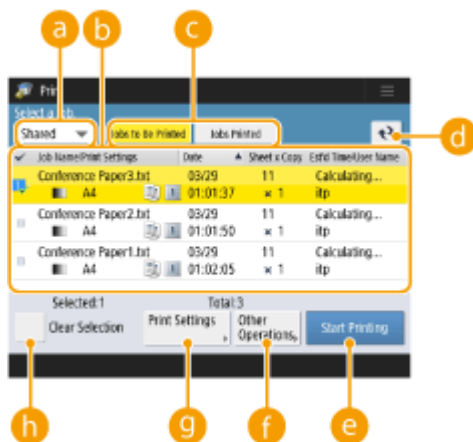 a b c
Print
Select a Job.
Shared Jobs to Be Printed Jobs Printed
d
Job Name/Print Settings Date Sheet x Copy Est'd Time/User Name
Conference Paper3.txt 03/29 11 Calculating...
A4 01:01:37 × 1 itp
Conference Paper2.txt 03/29 11 Calculating...
A4 01:01:50 × 1 itp
Conference Paper1.txt 03/29 11 Calculating...
A4 01:02:05 × 1 itp
Selected:1 Total:3
Clear Selection Print Settings Other Operations Start Printing
h g f e